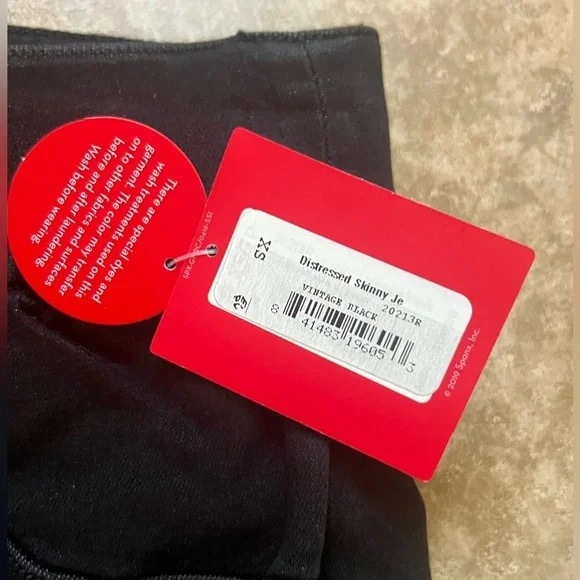 There are special dyes and
wash treatments used on this
garment. The color may transfer
on to other fabrics and surfaces
before and after laundering.
Wash before wearing.
XS
Distressed Skinny Je
20213R
VINTAGE BLACK
8 41483 19605 3
© 2019 Spanx, Inc.